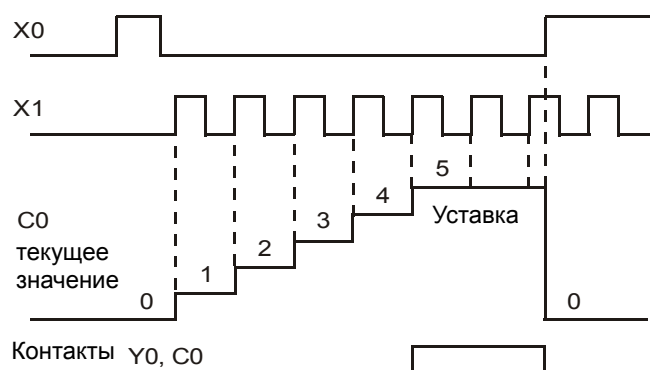 X0
X1
5
4
Уставка
3
C0
2
текущее
1
значение
0
0
Контакты Y0, C0